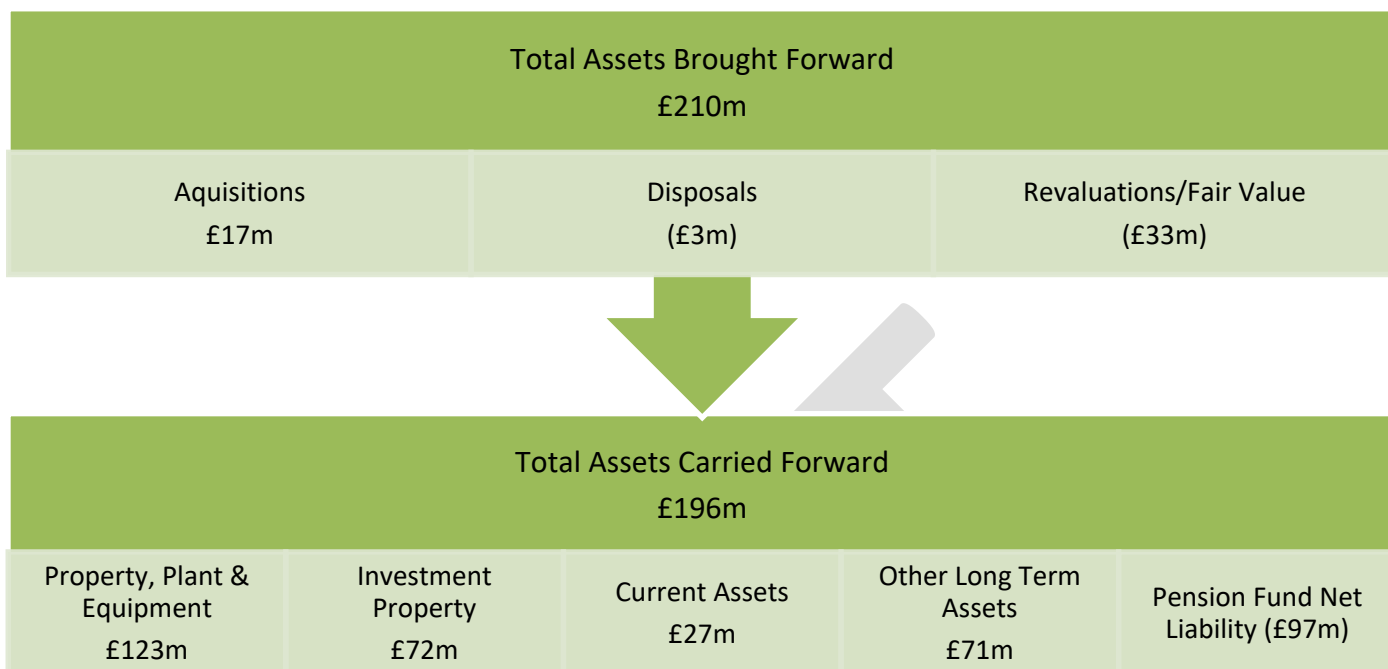 Total Assets Brought Forward
£210m
Aquisitions
£17m
Disposals
(£3m)
Revaluations/Fair Value
(£33m)
Total Assets Carried Forward
£196m
Property, Plant &
Equipment
£123m
Investment
Property
£72m
Current Assets
£27m
Other Long Term
Assets
£71m
Pension Fund Net
Liability (£97m)